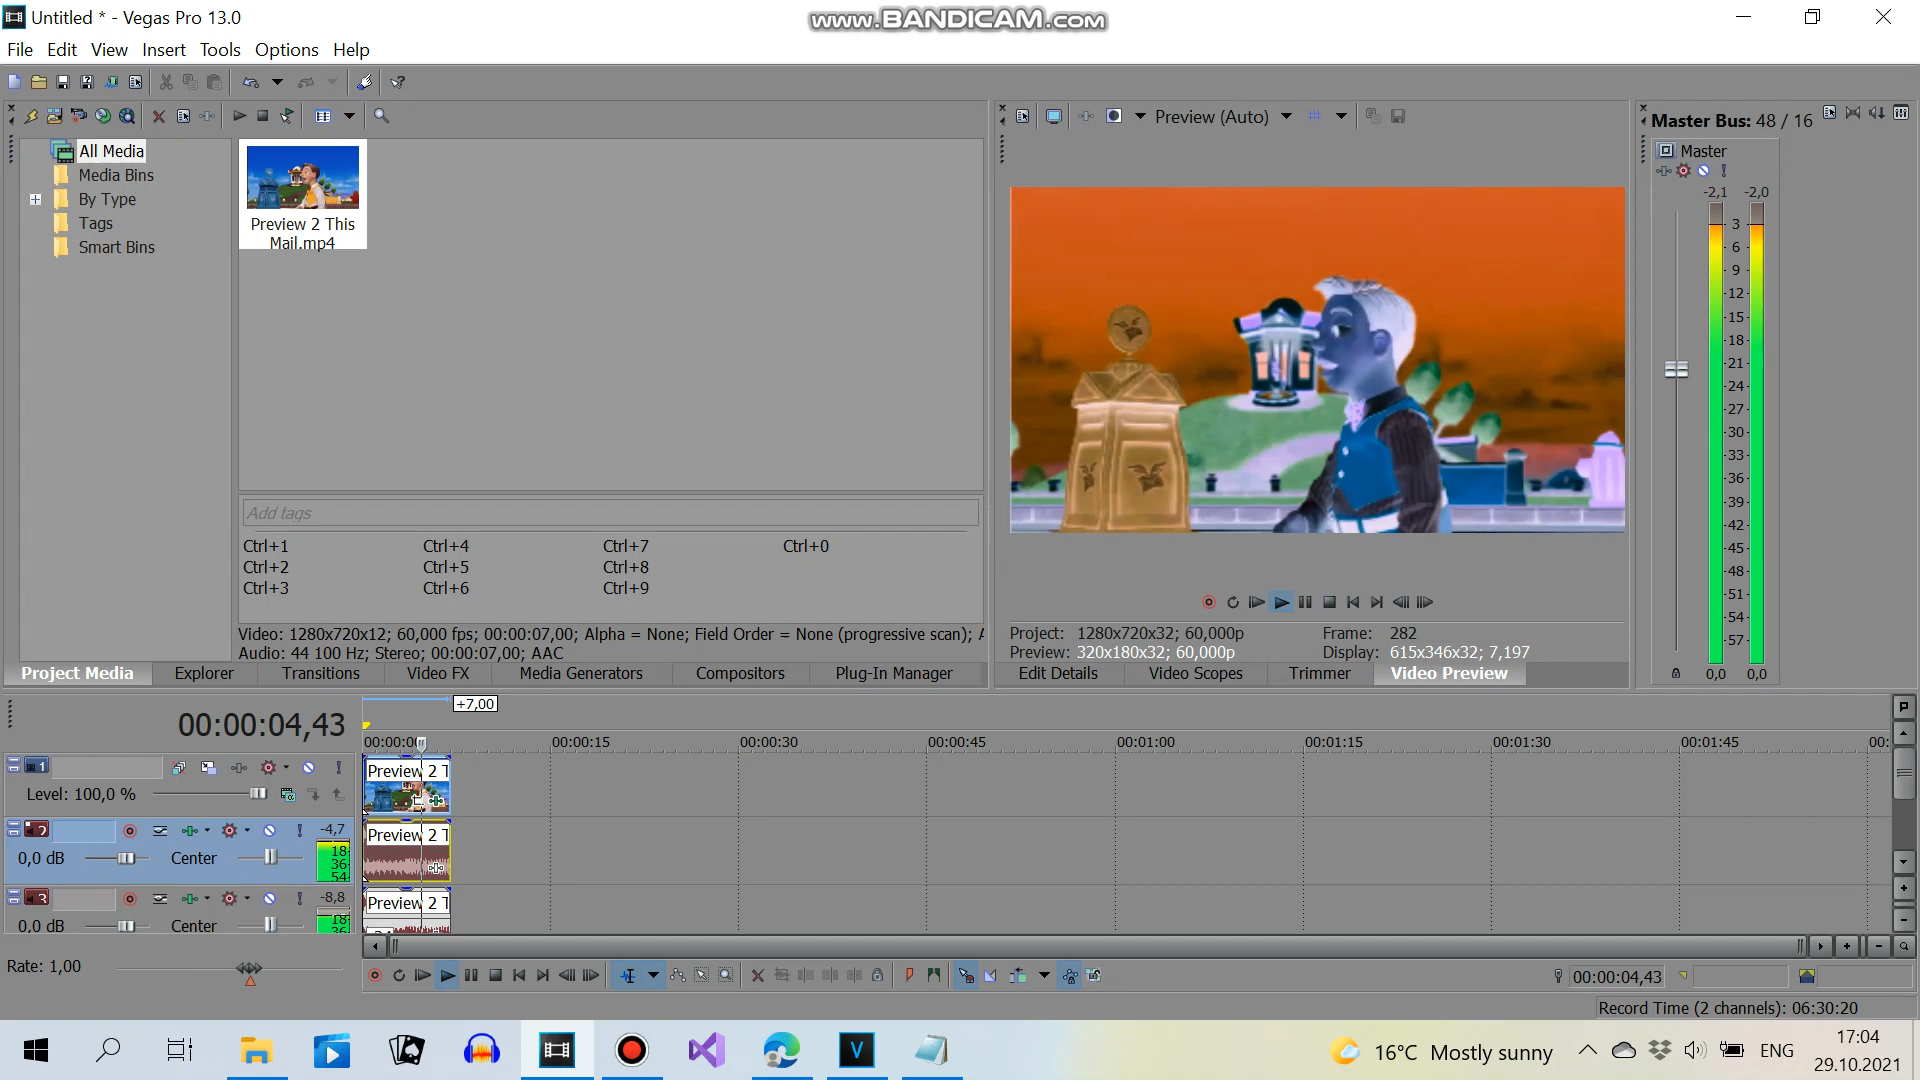 Untitled * - Vegas Pro 13.0
www.BANDICAM.com
File Edit View Insert Tools Options Help
Preview (Auto)
Master Bus: 48 / 16
All Media
Media Bins
By Type
Tags
Smart Bins
Preview 2 This
Mail.mp4
Master
-2,1 -2,0
3
6
9
12
15
18
21
24
27
30
33
36
39
42
45
48
51
54
57
0,0 0,0
Add tags
Ctrl+1 Ctrl+4 Ctrl+7 Ctrl+0
Ctrl+2 Ctrl+5 Ctrl+8
Ctrl+3 Ctrl+6 Ctrl+9
Video: 1280x720x12; 60,000 fps; 00:00:07,00; Alpha = None; Field Order = None (progressive scan);
Audio: 44 100 Hz; Stereo; 00:00:07,00; AAC
Project: 1280x720x32; 60,000p Frame: 282
Preview: 320x180x32; 60,000p Display: 615x346x32; 7,197
Project Media Explorer Transitions Video FX Media Generators Compositors Plug-In Manager
Edit Details Video Scopes Trimmer Video Preview
00:00:04,43
+7,00
00:00:0 00:00:15 00:00:30 00:00:45 00:01:00 00:01:15 00:01:30 00:01:45 00:
1
Preview 2 T
Level: 100,0 %
2
-4,7
Preview 2 T
0,0 dB Center
18
36
54
3
-8,8
Preview 2 T
0,0 dB Center
18
36
Rate: 1,00
00:00:04,43
Record Time (2 channels): 06:30:20
V
16°C Mostly sunny
ENG
17:04
29.10.2021